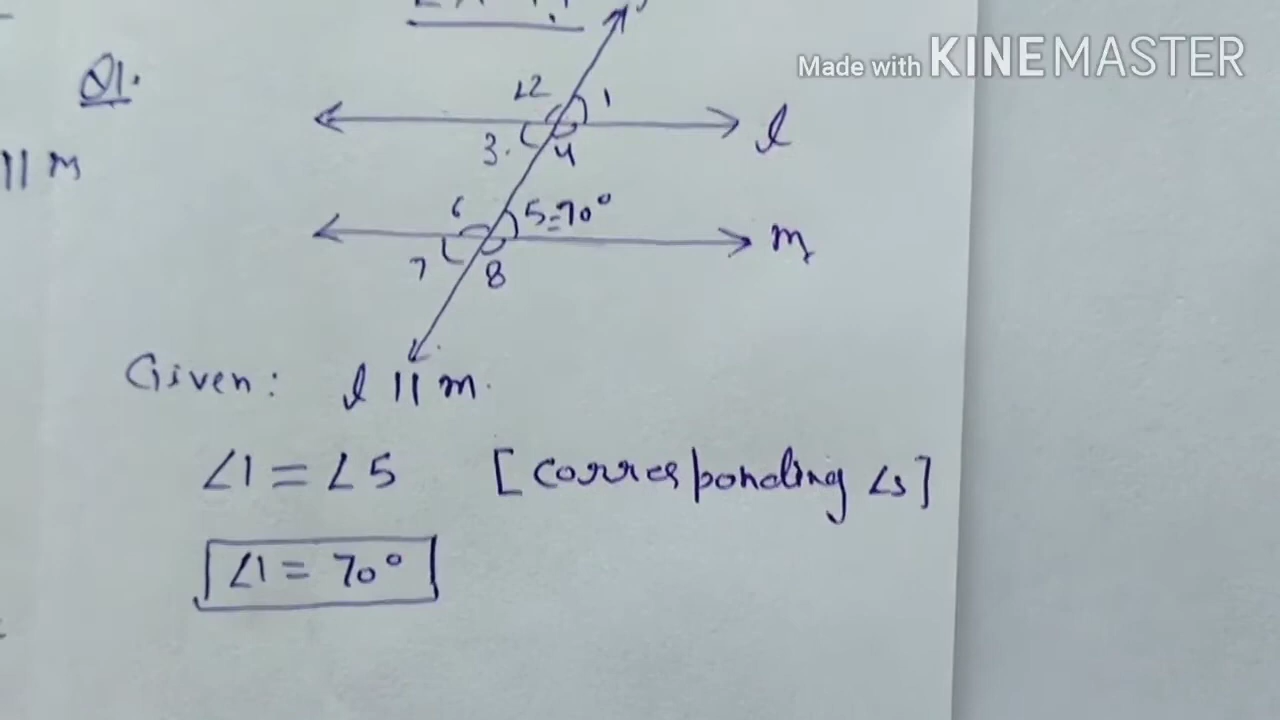 Made with KINEMASTER
Q1.
|| m
∠2
1
l
3.
4
6
5=70°
m
7
8
Given: l || m.
∠1 = ∠5 [corresponding ∠s]
∠1 = 70°